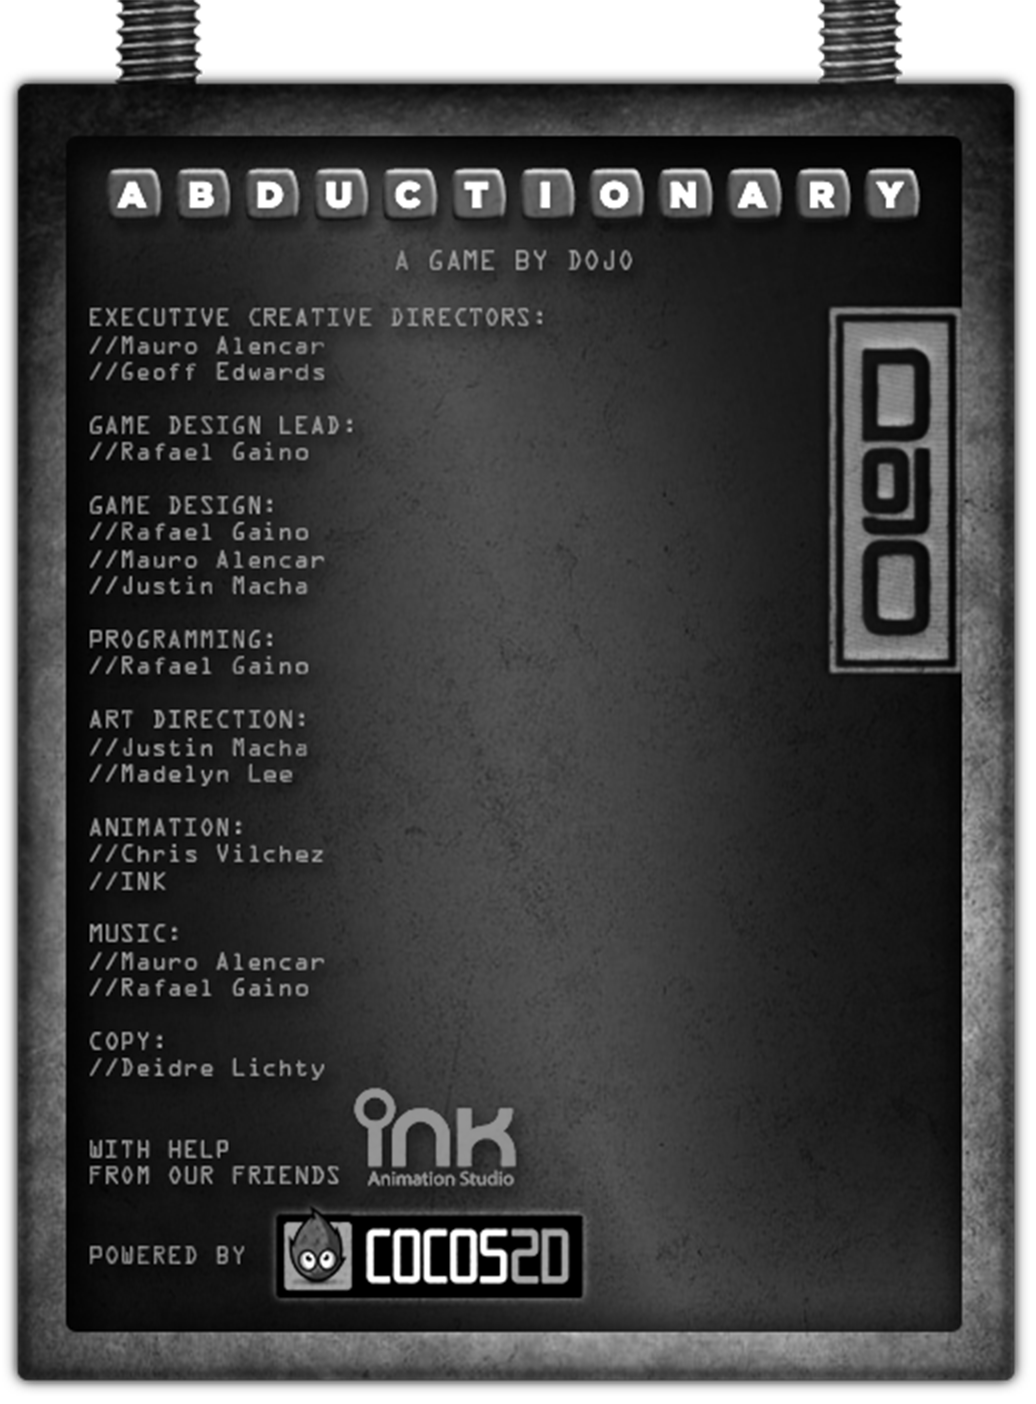 ABDUCTIONARY
A GAME BY DOJO
EXECUTIVE CREATIVE DIRECTORS:
//Mauro Alencar
//Geoff Edwards
GAME DESIGN LEAD:
//Rafael Gaino
GAME DESIGN:
//Rafael Gaino
//Mauro Alencar
//Justin Macha
PROGRAMMING:
//Rafael Gaino
ART DIRECTION:
//Justin Macha
//Madelyn Lee
ANIMATION:
//Chris Vilchez
//INK
MUSIC:
//Mauro Alencar
//Rafael Gaino
COPY:
//Deidre Lichty
WITH HELP
FROM OUR FRIENDS
ink
Animation Studio
POWERED BY
COCOS2D
DOJO